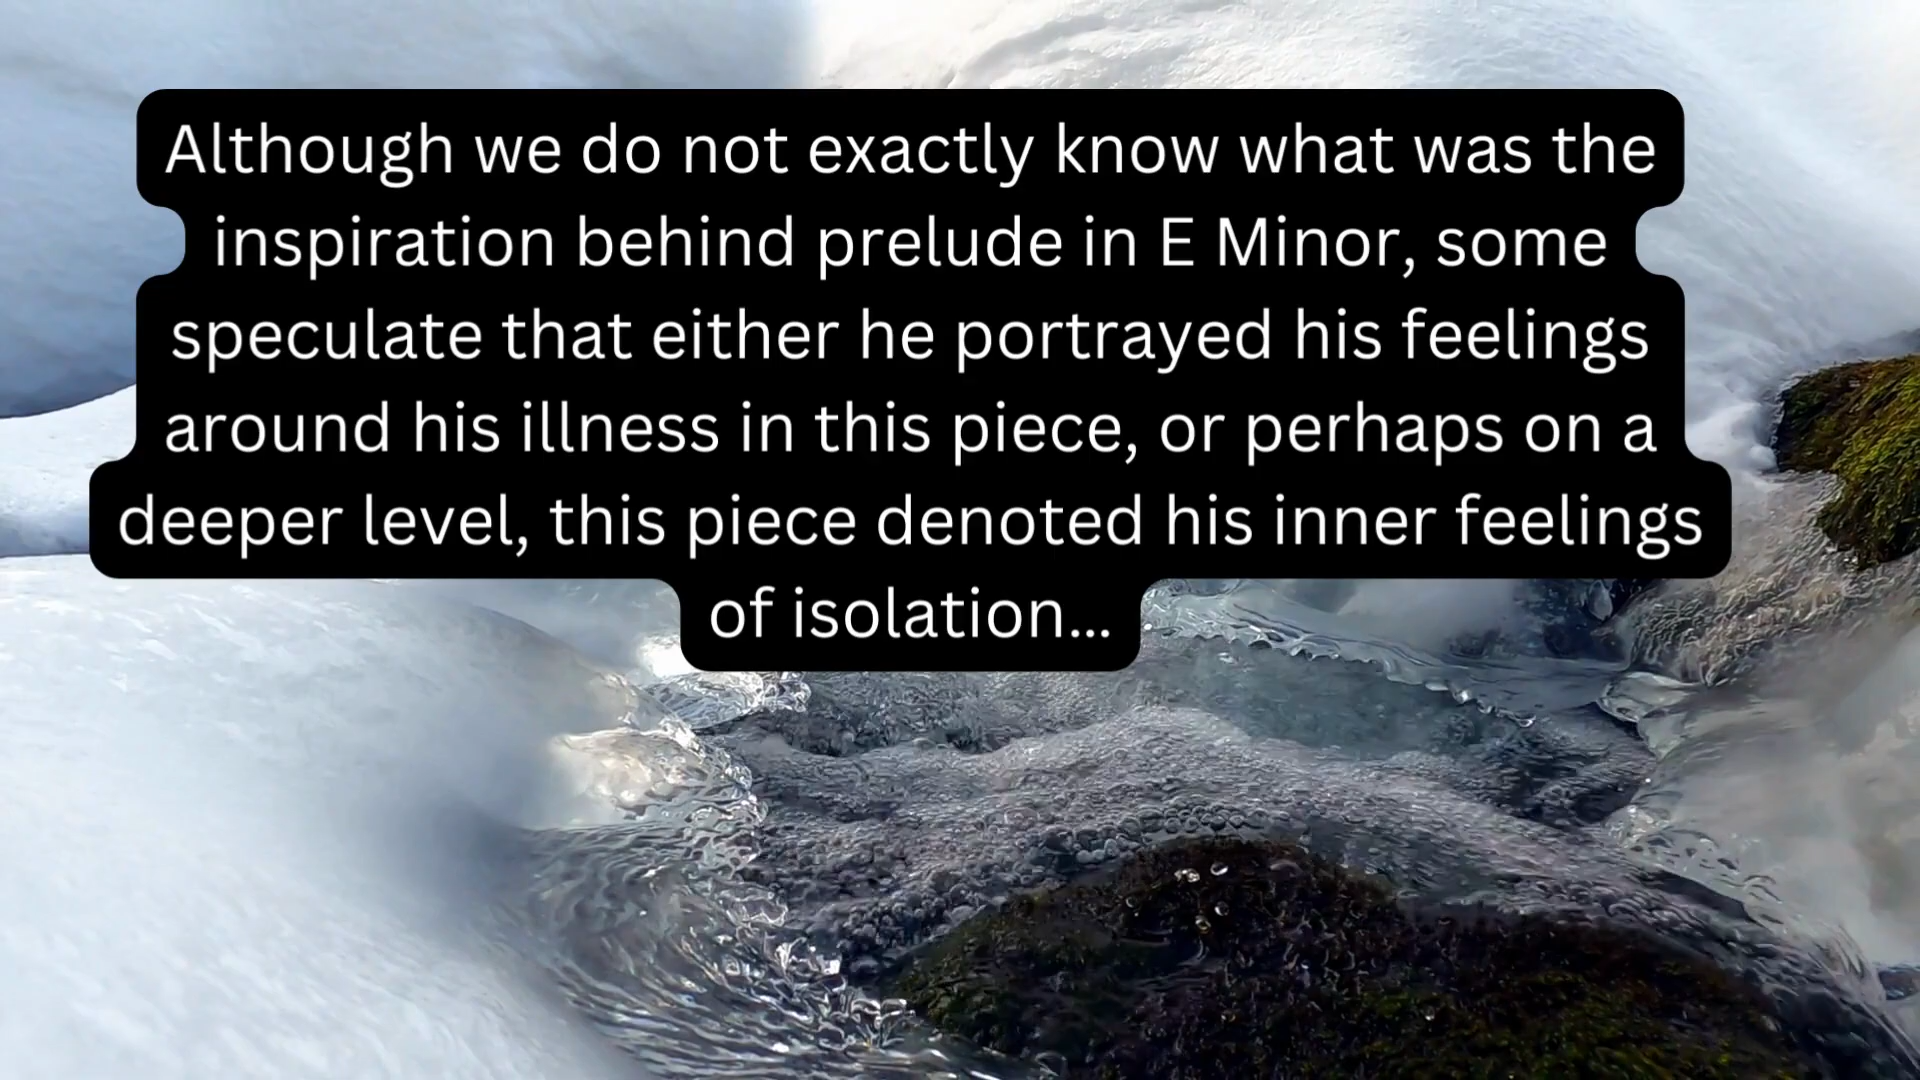 Although we do not exactly know what was the
inspiration behind prelude in E Minor, some
speculate that either he portrayed his feelings
around his illness in this piece, or perhaps on a
deeper level, this piece denoted his inner feelings
of isolation...